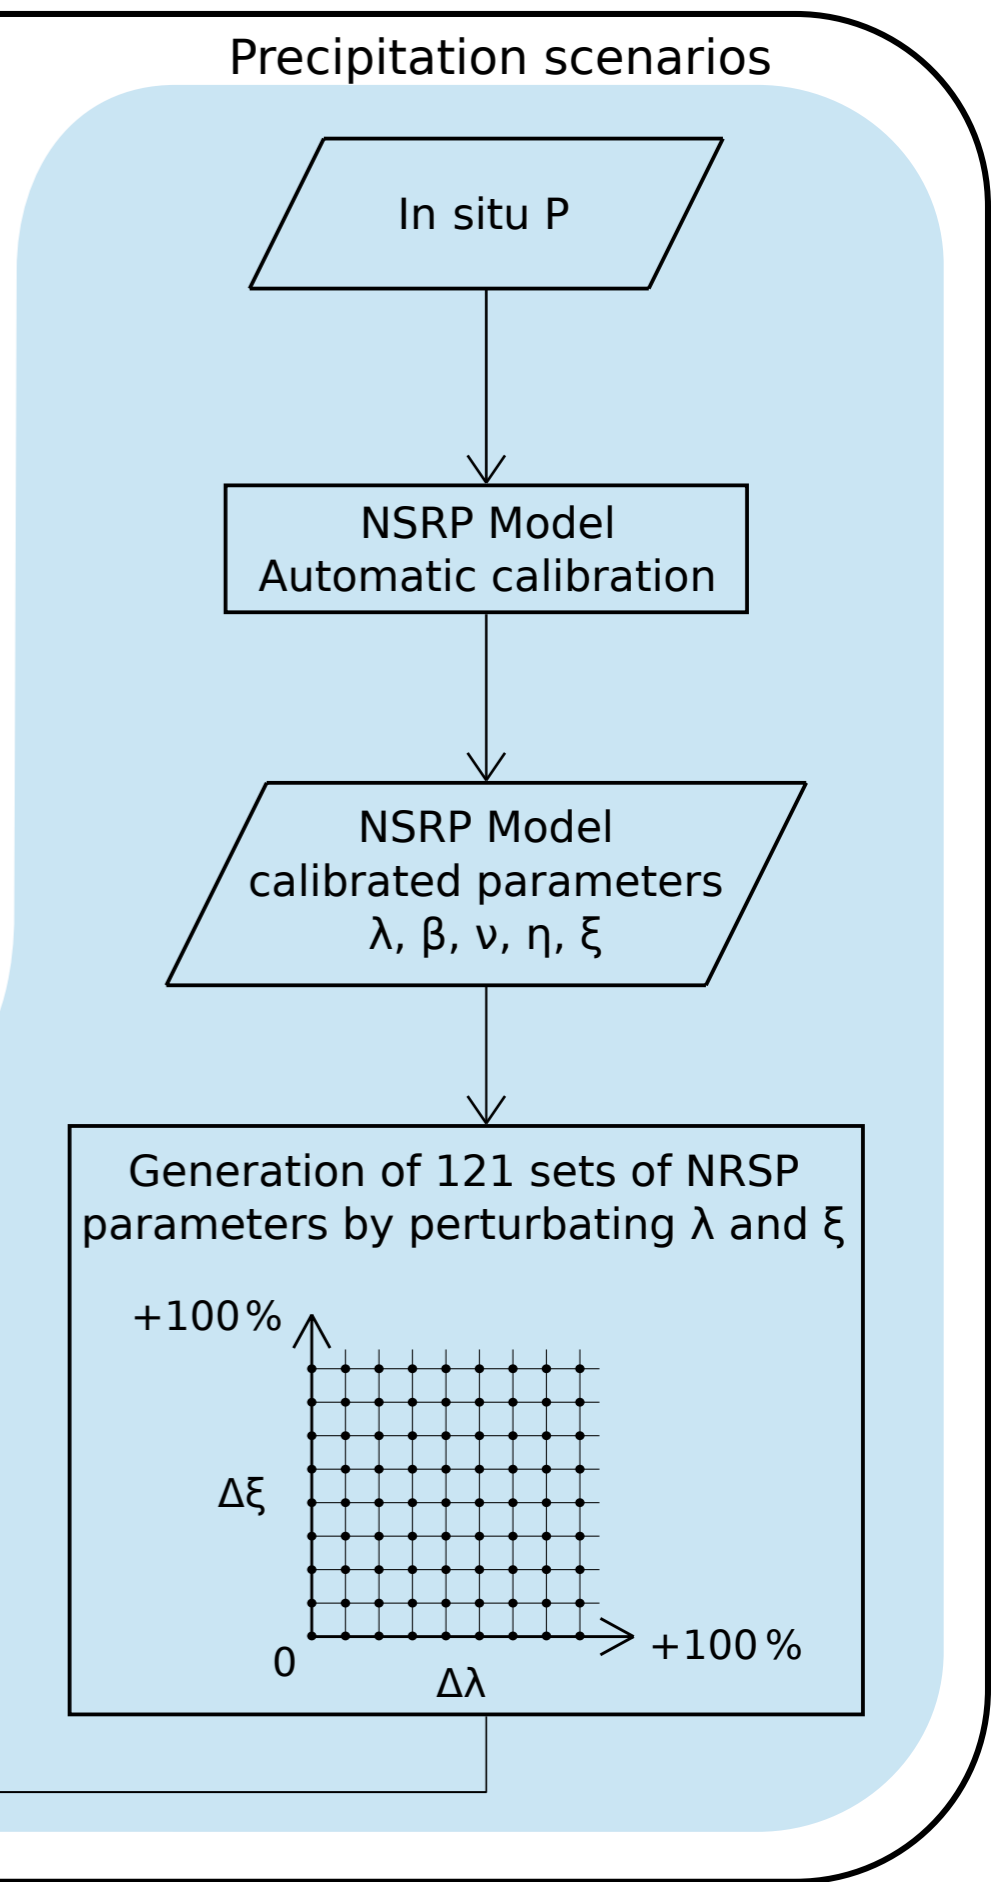 Precipitation scenarios
In situ P
NSRP Model
Automatic calibration
NSRP Model
calibrated parameters
λ, β, ν, η, ξ
Generation of 121 sets of NRSP
parameters by perturbating λ and ξ
+100 %
Δξ
0
+100 %
Δλ